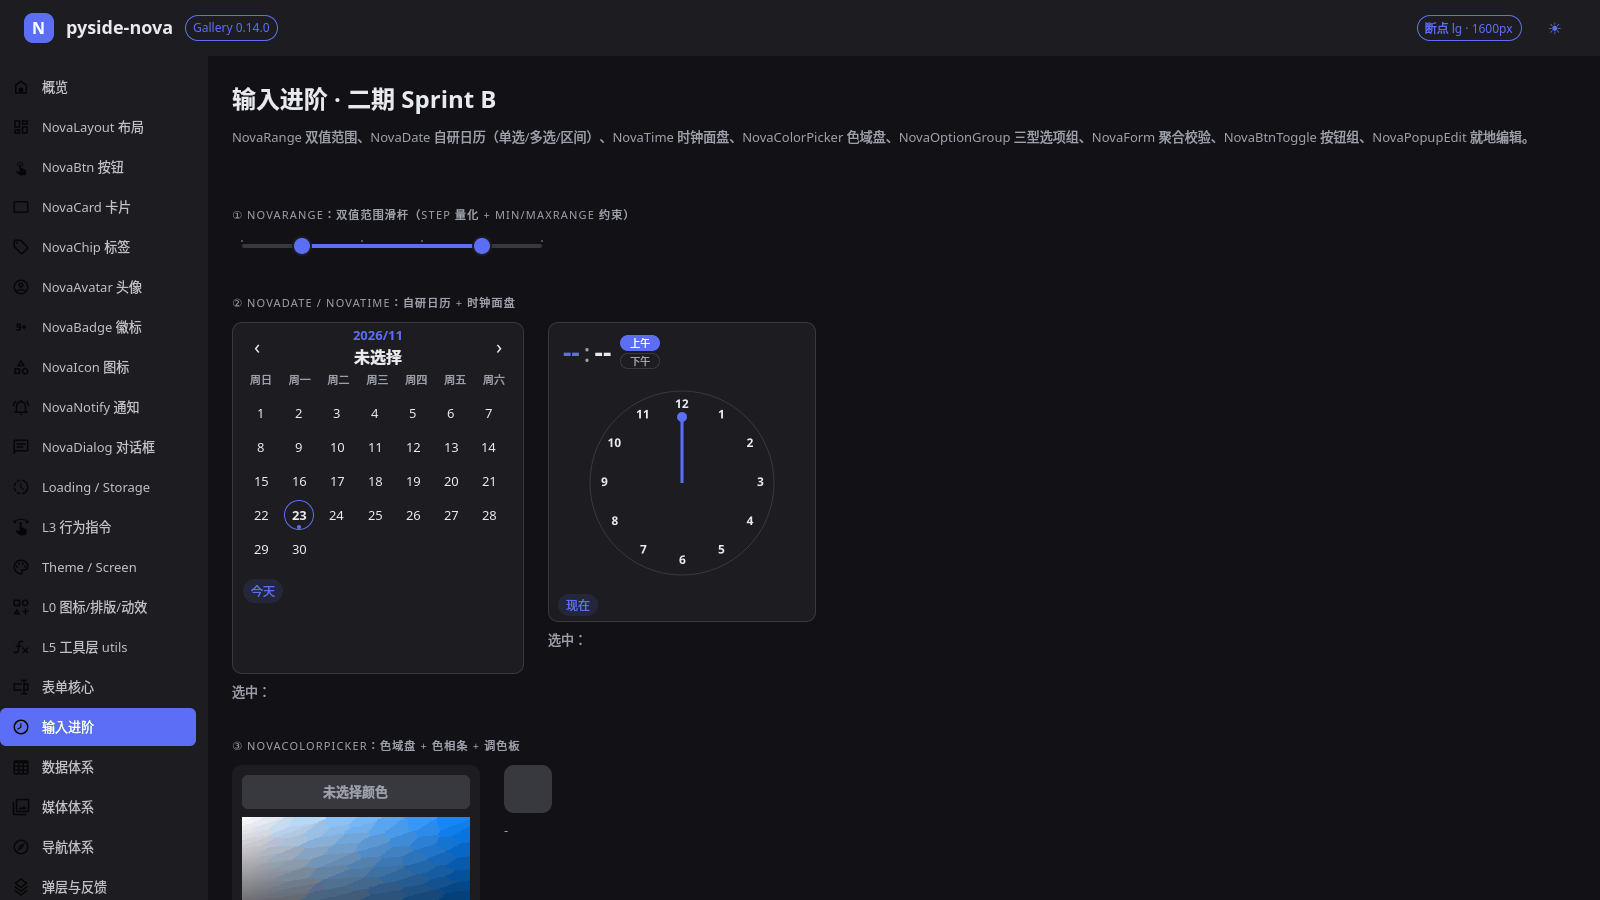 N pyside-nova Gallery 0.14.0 断点 lg · 1600px
概览
NovaLayout 布局
NovaBtn 按钮
NovaCard 卡片
NovaChip 标签
NovaAvatar 头像
9+ NovaBadge 徽标
NovaIcon 图标
NovaNotify 通知
NovaDialog 对话框
Loading / Storage
L3 行为指令
Theme / Screen
L0 图标/排版/动效
L5 工具层 utils
表单核心
输入进阶
数据体系
媒体体系
导航体系
弹层与反馈
输入进阶 · 二期 Sprint B
NovaRange 双值范围、NovaDate 自研日历（单选/多选/区间）、NovaTime 时钟面盘、NovaColorPicker 色域盘、NovaOptionGroup 三型选项组、NovaForm 聚合校验、NovaBtnToggle 按钮组、NovaPopupEdit 就地编辑。
① NOVARANGE：双值范围滑杆（STEP 量化 + MIN/MAXRANGE 约束）
② NOVADATE / NOVATIME：自研日历 + 时钟面盘
‹ 2026/11 ›
未选择
周日 周一 周二 周三 周四 周五 周六
1 2 3 4 5 6 7
8 9 10 11 12 13 14
15 16 17 18 19 20 21
22 23 24 25 26 27 28
29 30
今天
选中：
-- : -- 上午
下午
12
11 1
10 2
9 3
8 4
7 5
6
现在
选中：
③ NOVACOLORPICKER：色域盘 + 色相条 + 调色板
未选择颜色
-